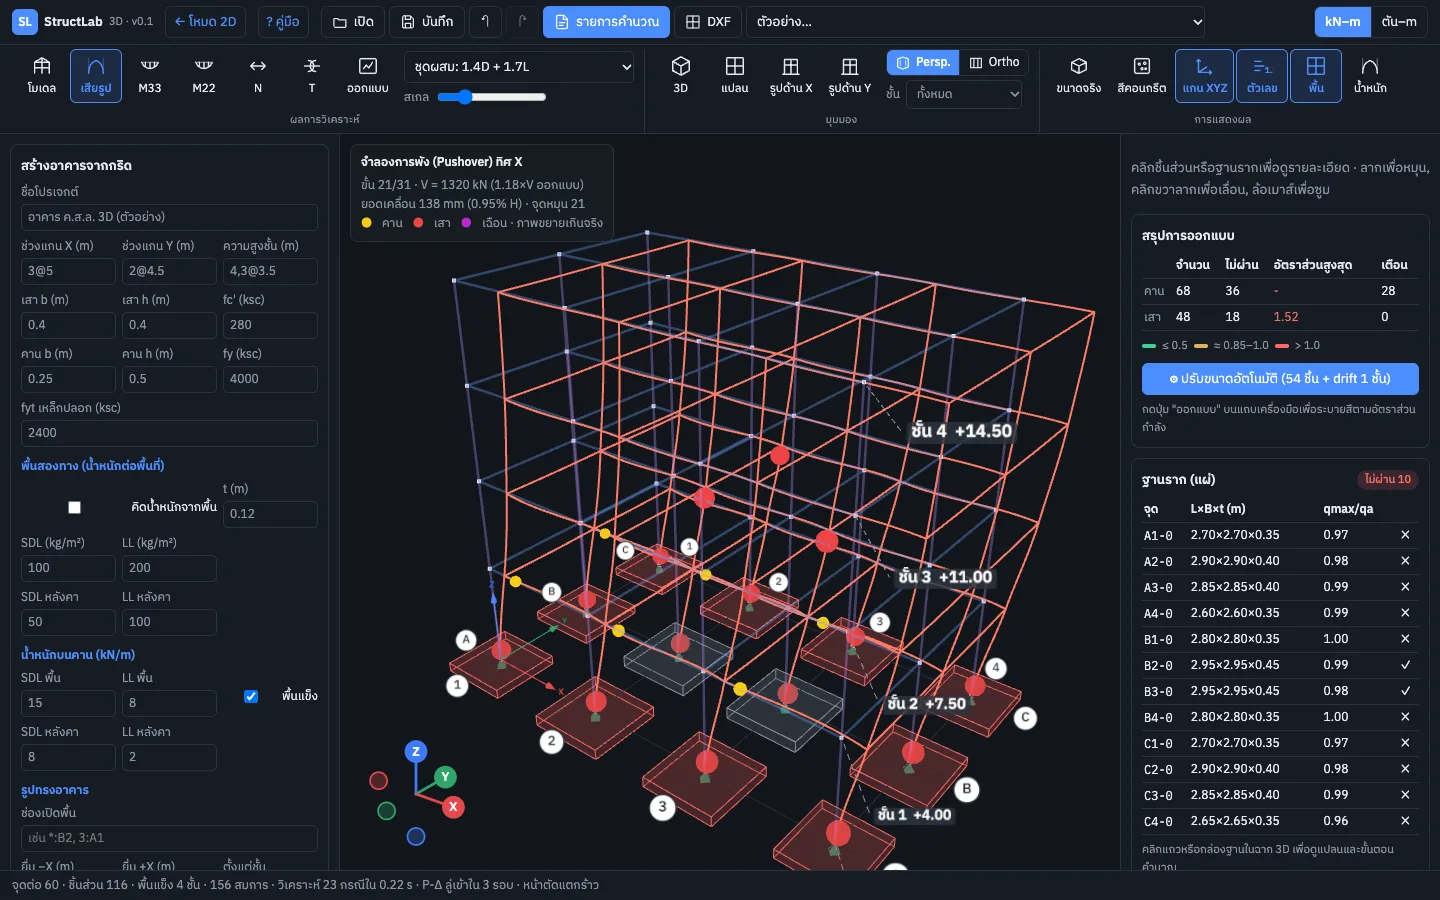 SL StructLab 3D · v0.1 ← โหมด 2D ? คู่มือ เปิด บันทึก รายการคำนวณ DXF ตัวอย่าง... kN–m ตัน–m
โมเดล เสียรูป M33 M22 N T ออกแบบ ชุดผสม: 1.4D + 1.7L 3D แปลน รูปด้าน X รูปด้าน Y Persp. Ortho ขนาดจริง สีคอนกรีต แกน XYZ ตัวเลข พื้น น้ำหนัก
สเกล ชั้น ทั้งหมด
ผลการวิเคราะห์ มุมมอง การแสดงผล
สร้างอาคารจากกริด
ชื่อโปรเจกต์
อาคาร ค.ส.ล. 3D (ตัวอย่าง)
ช่วงแกน X (m) ช่วงแกน Y (m) ความสูงชั้น (m)
3@5 2@4.5 4,3@3.5
เสา b (m) เสา h (m) fc' (ksc)
0.4 0.4 280
คาน b (m) คาน h (m) fy (ksc)
0.25 0.5 4000
fyt เหล็กปลอก (ksc)
2400
พื้นสองทาง (น้ำหนักต่อพื้นที่)
คิดน้ำหนักจากพื้น t (m)
0.12
SDL (kg/m²) LL (kg/m²)
100 200
SDL หลังคา LL หลังคา
50 100
น้ำหนักบนคาน (kN/m)
SDL พื้น LL พื้น
15 8 พื้นแข็ง
SDL หลังคา LL หลังคา
8 2
รูปทรงอาคาร
ช่องเปิดพื้น
เช่น *:B2, 3:A1
ยื่น −X (m) ยื่น +X (m) ตั้งแต่ชั้น
จำลองการพัง (Pushover) ทิศ X
ขั้น 21/31 · V = 1320 kN (1.18×V ออกแบบ)
ยอดเคลื่อน 138 mm (0.95% H) · จุดหมุน 21
คาน เสา เฉือน · ภาพขยายเกินจริง
ชั้น 4 +14.50
ชั้น 3 +11.00
ชั้น 2 +7.50
ชั้น 1 +4.00
C 1
B 2
A 3
1 4
2 C
3 B
Z Y X
Z Y X
คลิกชิ้นส่วนหรือฐานรากเพื่อดูรายละเอียด · ลากเพื่อหมุน,
คลิกขวาลากเพื่อเลื่อน, ล้อเมาส์เพื่อซูม
สรุปการออกแบบ
จำนวน ไม่ผ่าน อัตราส่วนสูงสุด เตือน
คาน 68 36 - 28
เสา 48 18 1.52 0
≤ 0.5 ≈ 0.85–1.0 > 1.0
⚙ ปรับขนาดอัตโนมัติ (54 ชิ้น + drift 1 ชั้น)
กดปุ่ม "ออกแบบ" บนแถบเครื่องมือเพื่อระบายสีตามอัตราส่วน
กำลัง
ฐานราก (แผ่) ไม่ผ่าน 10
จุด L×B×t (m) qmax/qa
A1-0 2.70×2.70×0.35 0.97 ✕
A2-0 2.90×2.90×0.40 0.98 ✕
A3-0 2.85×2.85×0.40 0.99 ✕
A4-0 2.60×2.60×0.35 0.99 ✕
B1-0 2.80×2.80×0.35 1.00 ✕
B2-0 2.95×2.95×0.45 0.99 ✓
B3-0 2.95×2.95×0.45 0.98 ✓
B4-0 2.80×2.80×0.35 1.00 ✕
C1-0 2.70×2.70×0.35 0.97 ✕
C2-0 2.90×2.90×0.40 0.98 ✕
C3-0 2.85×2.85×0.40 0.99 ✕
C4-0 2.65×2.65×0.35 0.96 ✕
คลิกแถวหรือกล่องฐานในฉาก 3D เพื่อดูแปลนและขั้นตอน
คำนวณ
จุดต่อ 60 · ชิ้นส่วน 116 · พื้นแข็ง 4 ชั้น · 156 สมการ · วิเคราะห์ 23 กรณีใน 0.22 s · P-Δ ลู่เข้าใน 3 รอบ · หน้าตัดแตกร้าว